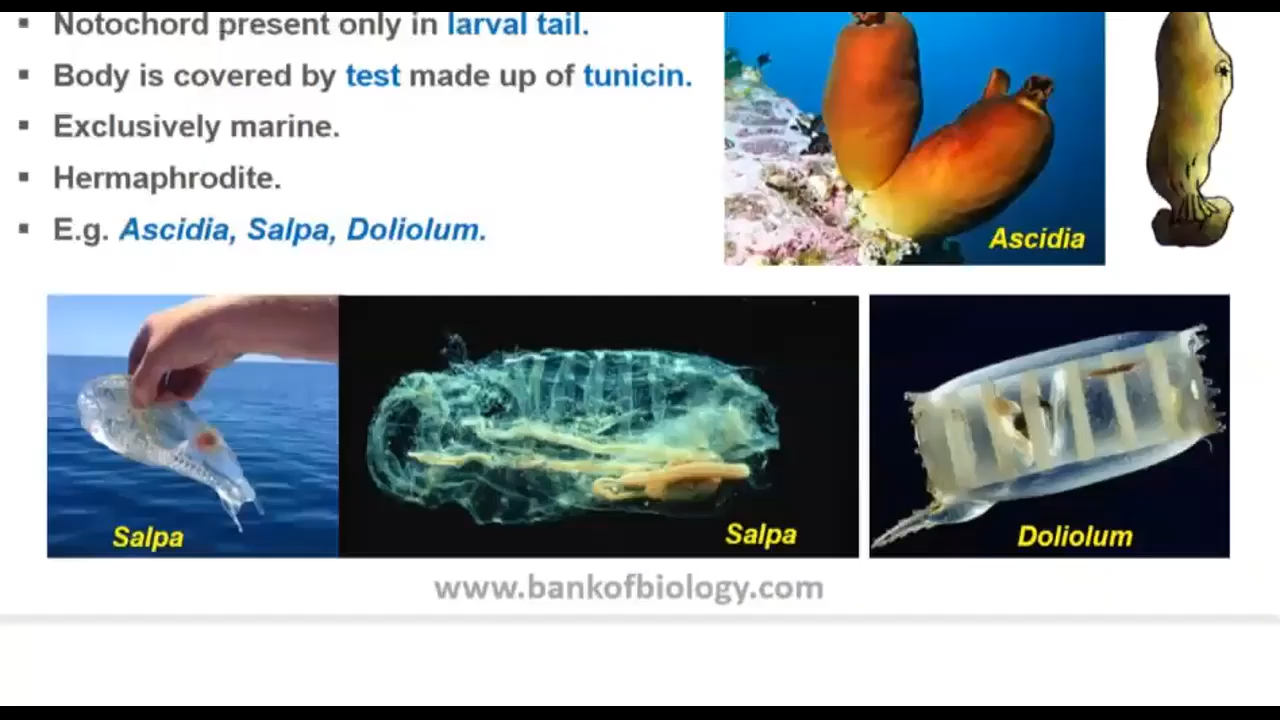 ▪ Notochord present only in larval tail.
▪ Body is covered by test made up of tunicin.
▪ Exclusively marine.
▪ Hermaphrodite.
▪ E.g. Ascidia, Salpa, Doliolum.
Ascidia
Salpa
Salpa
Doliolum
www.bankofbiology.com